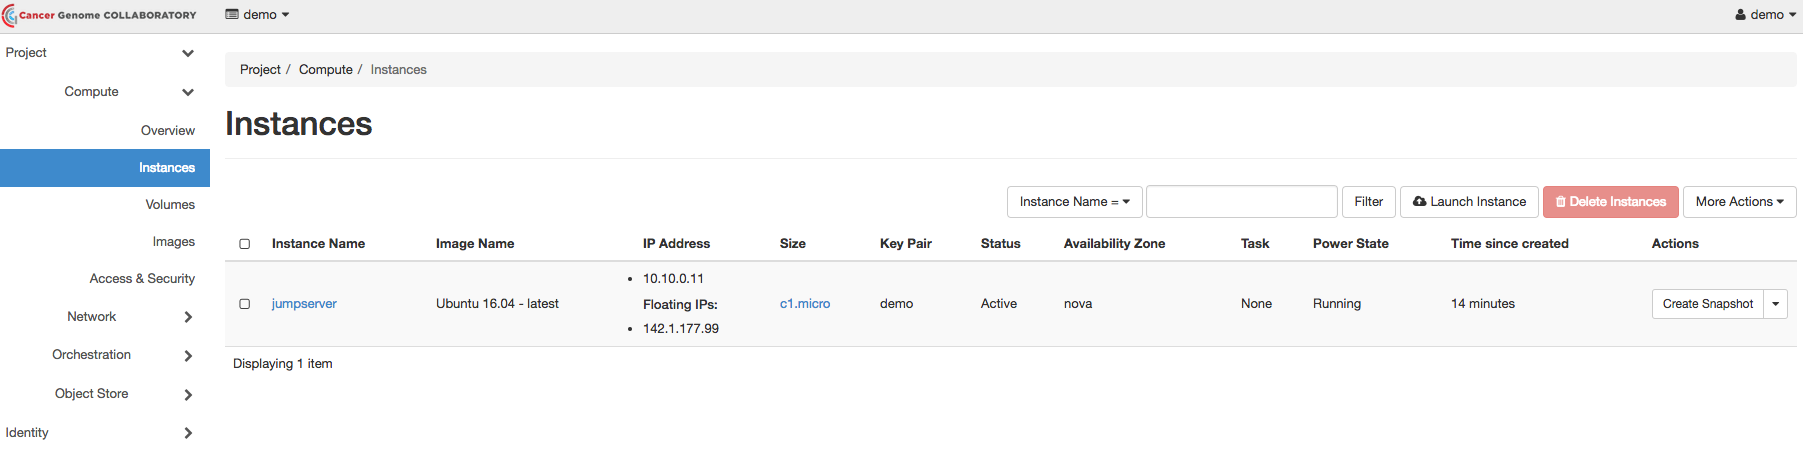 Cancer Genome COLLABORATORY
demo
demo
Project
Compute
Overview
Instances
Volumes
Images
Access & Security
Network
Orchestration
Object Store
Identity
Project / Compute / Instances
Instances
Instance Name = Filter Launch Instance Delete Instances More Actions
Instance Name Image Name IP Address Size Key Pair Status Availability Zone Task Power State Time since created Actions
jumpserver Ubuntu 16.04 - latest
• 10.10.0.11
Floating IPs:
• 142.1.177.99
c1.micro demo Active nova None Running 14 minutes Create Snapshot
Displaying 1 item